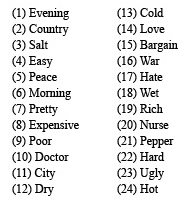 (1) Evening
(2) Country
(3) Salt
(4) Easy
(5) Peace
(6) Morning
(7) Pretty
(8) Expensive
(9) Poor
(10) Doctor
(11) City
(12) Dry
(13) Cold
(14) Love
(15) Bargain
(16) War
(17) Hate
(18) Wet
(19) Rich
(20) Nurse
(21) Pepper
(22) Hard
(23) Ugly
(24) Hot